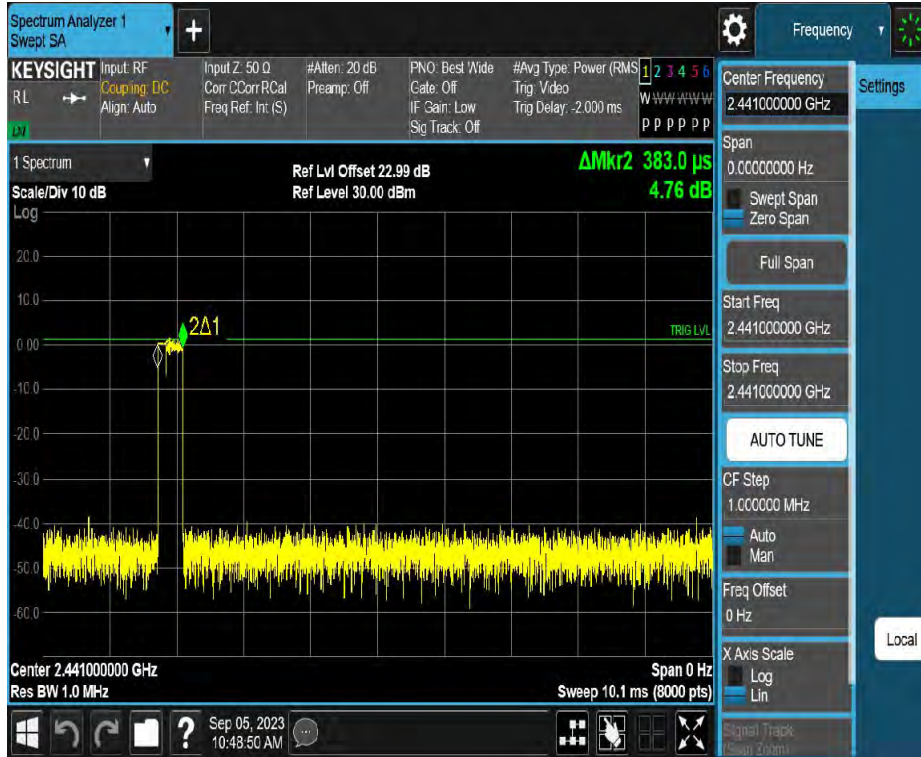 Spectrum Analyzer 1
Swept SA
Frequency
KEYSIGHT
RL
Input: RF
Coupling: DC
Align: Auto
Input Z: 50 Ω
Corr CCorr RCal
Freq Ref: Int (S)
#Atten: 20 dB
Preamp: Off
PNO: Best Wide
Gate: Off
IF Gain: Low
Sig Track: Off
#Avg Type: Power (RMS
Trig: Video
Trig Delay: -2.000 ms
1 2 3 4 5 6
W W W W W W
P P P P P P
1 Spectrum
Scale/Div 10 dB
Log
Ref Lvl Offset 22.99 dB
Ref Level 30.00 dBm
ΔMkr2 383.0 µs
4.76 dB
20.0
10.0
0.00
-10.0
-20.0
-30.0
-40.0
-50.0
-60.0
2Δ1
TRIG LVL
Center 2.441000000 GHz
Res BW 1.0 MHz
Span 0 Hz
Sweep 10.1 ms (8000 pts)
?
Sep 05, 2023
10:48:50 AM
Center Frequency
2.441000000 GHz
Span
0.00000000 Hz
Swept Span
Zero Span
Full Span
Start Freq
2.441000000 GHz
Stop Freq
2.441000000 GHz
AUTO TUNE
CF Step
1.000000 MHz
Auto
Man
Freq Offset
0 Hz
X Axis Scale
Log
Lin
Signal Track
(Span Zoom)
Settings
Local